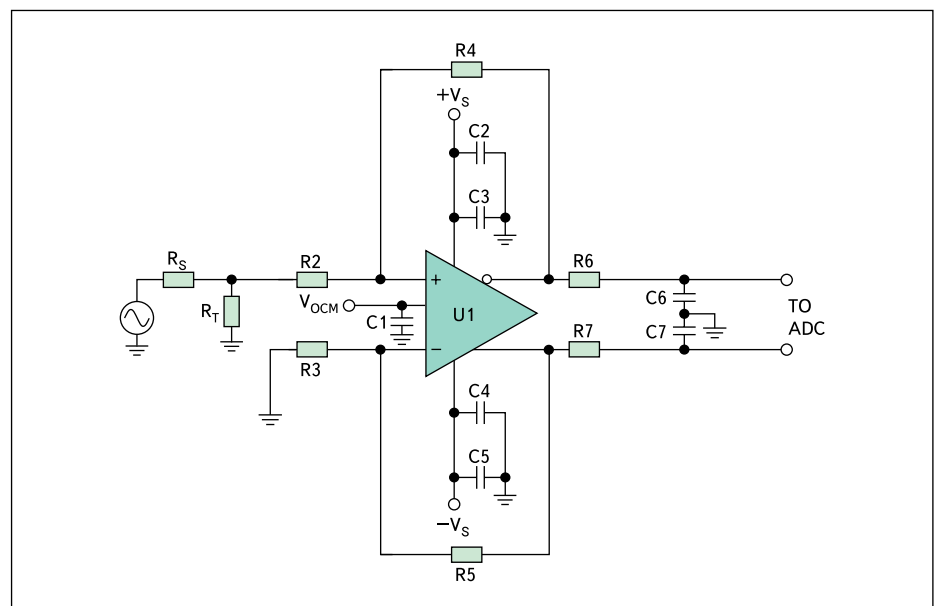 R4
+VS
C2
C3
RS
R2
R6
+
VOCM
C6
TO
ADC
RT
C1
U1
C7
−
R3
R7
C4
C5
−VS
R5